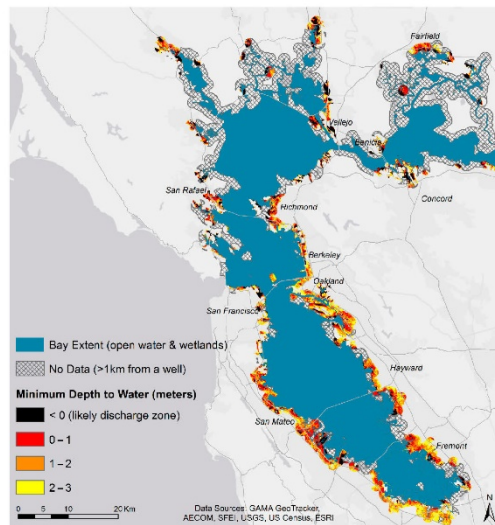 Fairfield
Vallejo
Benicia
San Rafael
Concord
Richmond
Berkeley
Oakland
San Francisco
Bay Extent (open water & wetlands)
No Data (>1km from a well)
Hayward
Minimum Depth to Water (meters)
< 0 (likely discharge zone)
San Mateo
0 – 1
Fremont
1 – 2
2 – 3
0 5 10 20 Km
N
Data Sources: GAMA GeoTracker,
AECOM, SFEI, USGS, US Census, ESRI